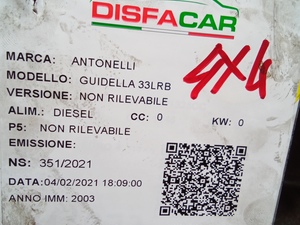 DISFACAR
MARCA: ANTONELLI
MODELLO: GUIDELLA 33LRB
VERSIONE: NON RILEVABILE
ALIM.: DIESEL CC: 0 KW: 0
P5: NON RILEVABILE
EMISSIONE:
NS: 351/2021
DATA: 04/02/2021 18:09:00
ANNO IMM: 2003
4X4